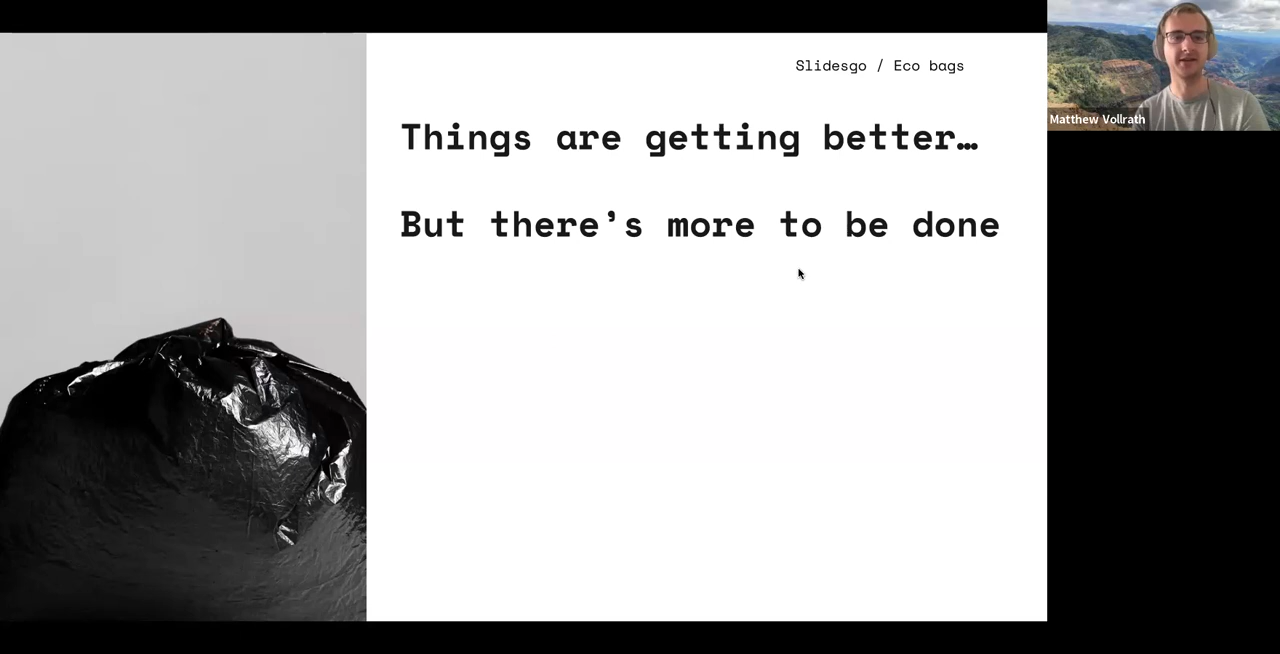 Slidesgo / Eco bags
Things are getting better…
But there’s more to be done
Matthew Vollrath